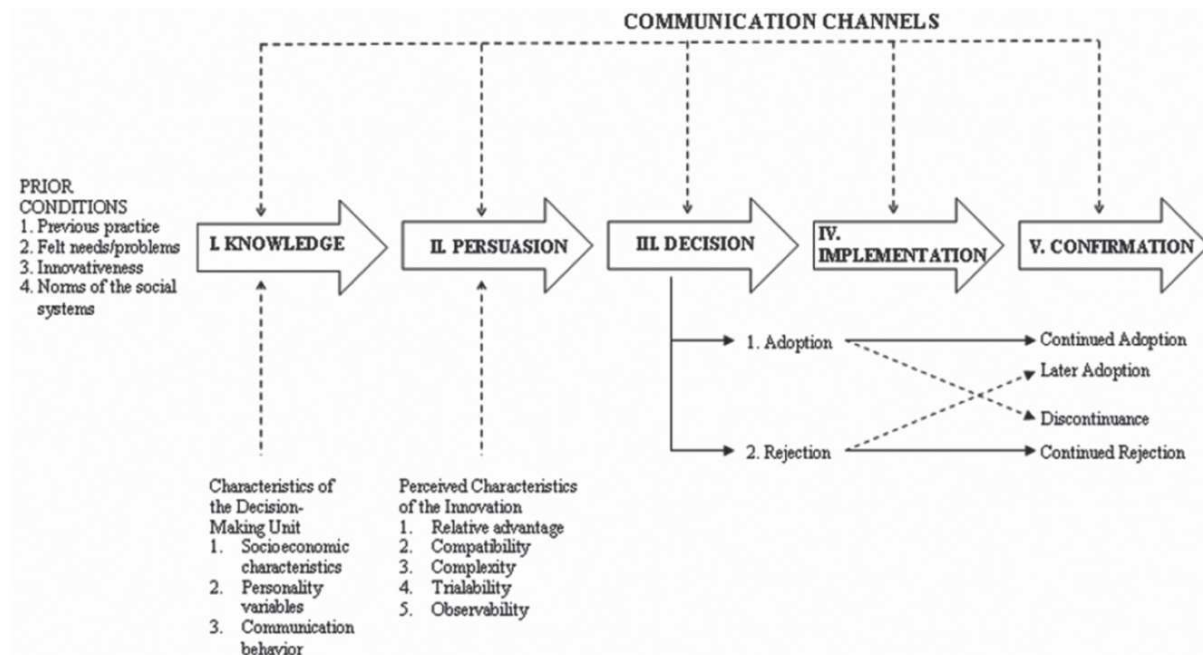 COMMUNICATION CHANNELS
PRIOR
CONDITIONS
1. Previous practice
2. Felt needs/problems
3. Innovativeness
4. Norms of the social
systems
I. KNOWLEDGE
II. PERSUASION
III. DECISION
IV.
IMPLEMENTATION
V. CONFIRMATION
1. Adoption
2. Rejection
Continued Adoption
Later Adoption
Discontinuance
Continued Rejection
Characteristics of
the Decision-
Making Unit
1. Socioeconomic
characteristics
2. Personality
variables
3. Communication
behavior
Perceived Characteristics
of the Innovation
1. Relative advantage
2. Compatibility
3. Complexity
4. Trialability
5. Observability